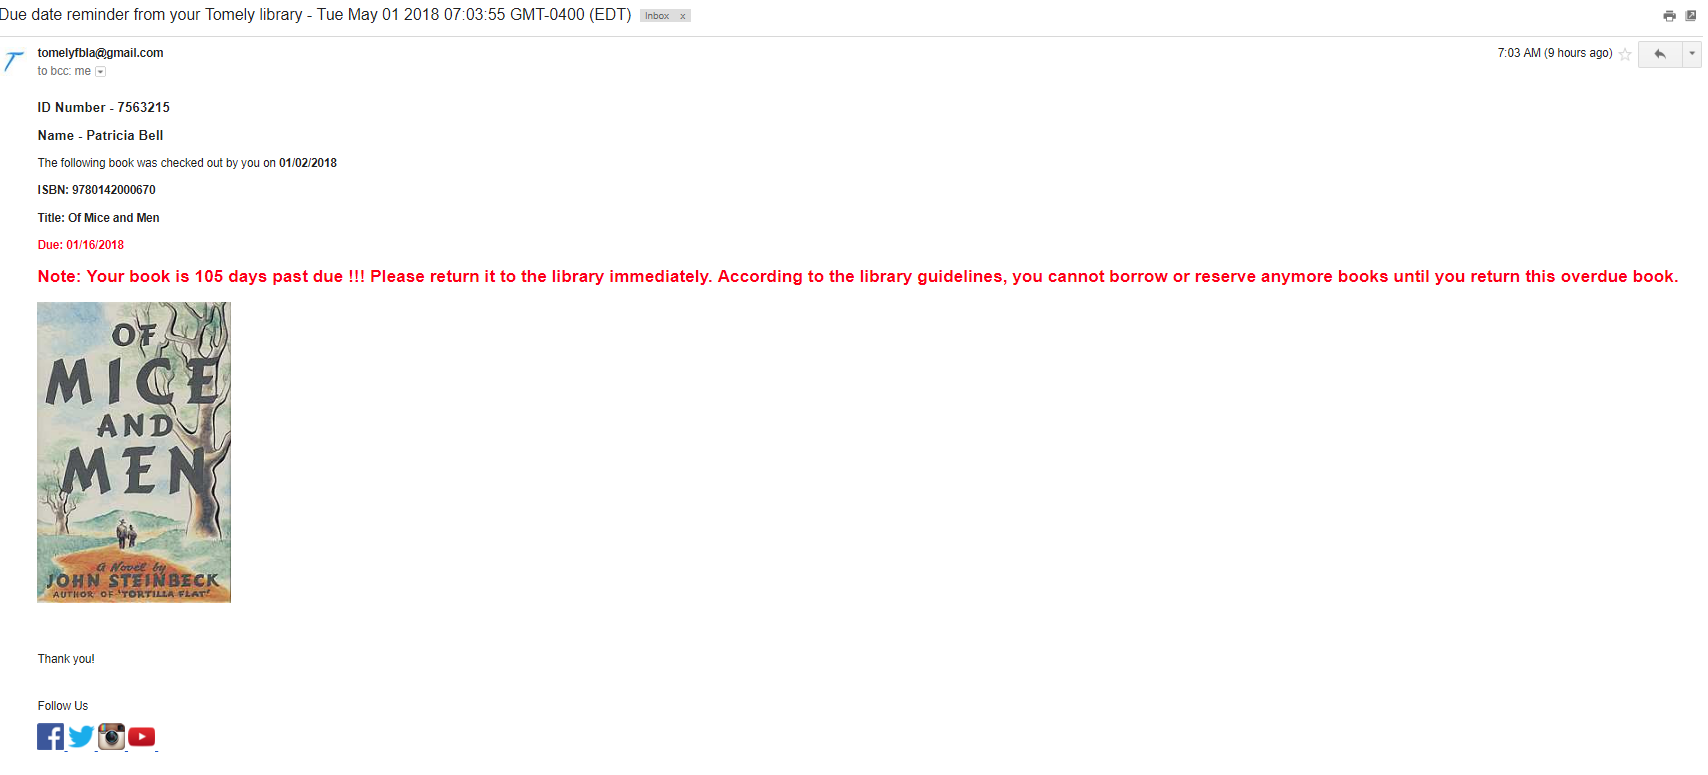 Due date reminder from your Tomely library - Tue May 01 2018 07:03:55 GMT-0400 (EDT) Inbox x
tomelyfbla@gmail.com 7:03 AM (9 hours ago)
to bcc: me
ID Number - 7563215
Name - Patricia Bell
The following book was checked out by you on 01/02/2018
ISBN: 9780142000670
Title: Of Mice and Men
Due: 01/16/2018
Note: Your book is 105 days past due !!! Please return it to the library immediately. According to the library guidelines, you cannot borrow or reserve anymore books until you return this overdue book.
OF
MICE
AND
MEN
a Novel by
JOHN STEINBECK
AUTHOR OF 'TORTILLA FLAT'
Thank you!
Follow Us